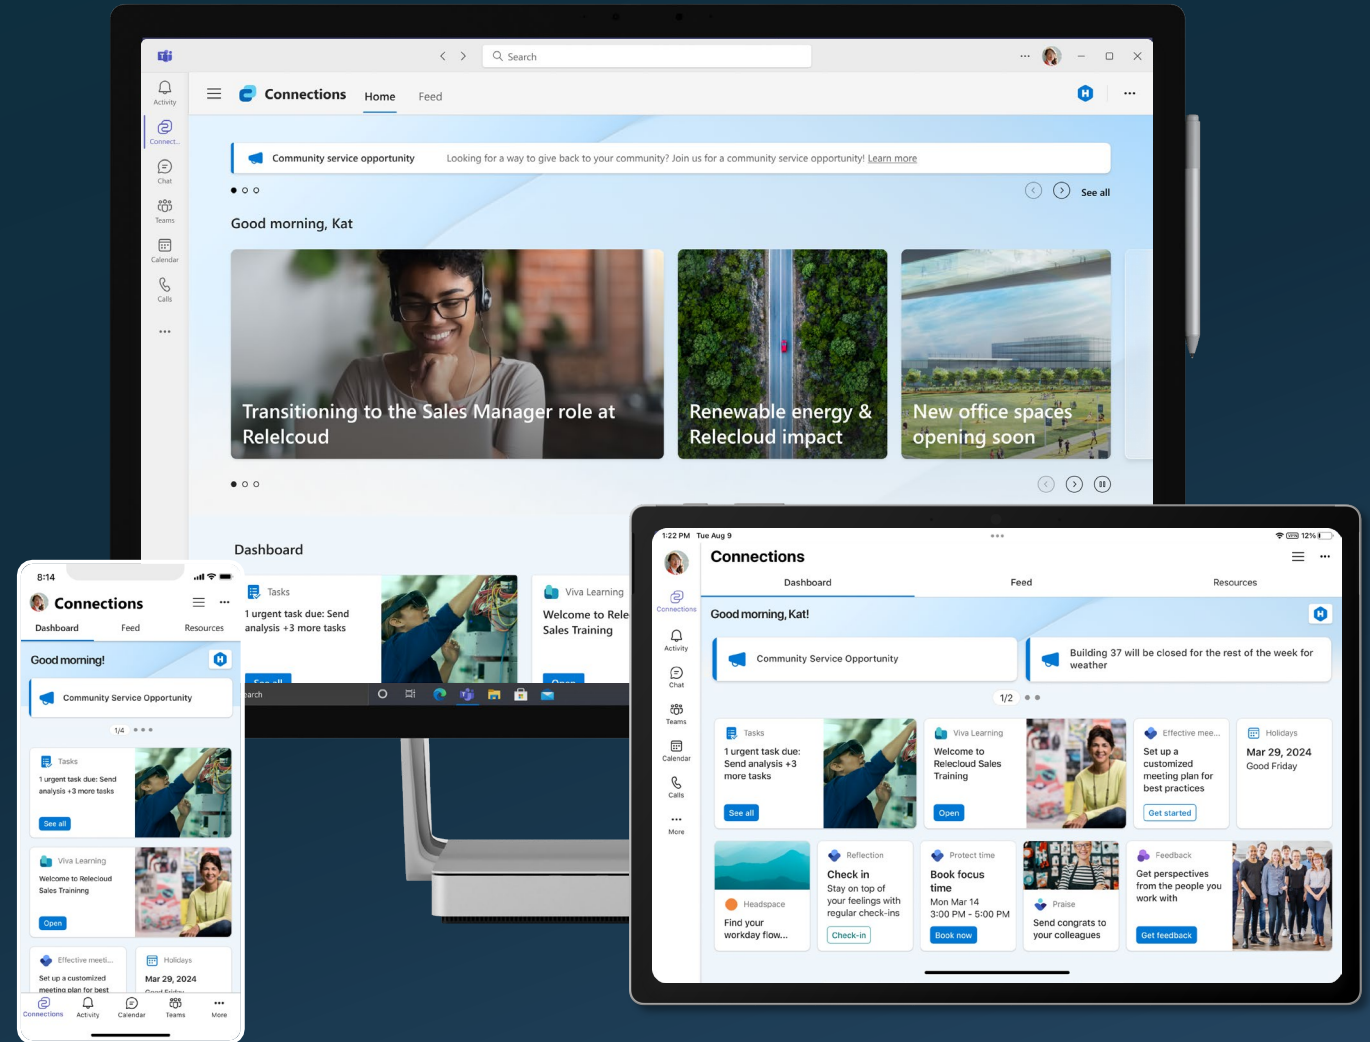 Search
Activity
Connections
Home
Feed
Connect...
Community service opportunity
Looking for a way to give back to your community? Join us for a community service opportunity! Learn more
Chat
See all
Teams
Good morning, Kat
Calendar
Calls
Transitioning to the Sales Manager role at
Relelcoud
Renewable energy &
Relecloud impact
New office spaces
opening soon
Dashboard
Tasks
1 urgent task due: Send
analysis +3 more tasks
See all
Viva Learning
Welcome to Rele
Sales Training
Open
earch
8:14
Connections
Dashboard
Feed
Resources
Good morning!
H
Community Service Opportunity
1/4
Tasks
1 urgent task due: Send
analysis +3 more tasks
See all
Viva Learning
Welcome to Relecloud
Sales Traininng
Open
Effective meeti...
Set up a customized
meeting plan for best
Holidays
Mar 29, 2024
Good Friday
Connections
Activity
Calendar
Teams
More
1:22 PM Tue Aug 9
VPN 12%
Connections
Dashboard
Feed
Resources
Connections
Activity
Chat
Teams
Calendar
Calls
More
Good morning, Kat!
H
Community Service Opportunity
Building 37 will be closed for the rest of the week for
weather
1/2
Tasks
1 urgent task due:
Send analysis +3
more tasks
See all
Viva Learning
Welcome to
Relecloud Sales
Training
Open
Effective mee...
Set up a
customized
meeting plan for
best practices
Get started
Holidays
Mar 29, 2024
Good Friday
Headspace
Find your
workday flow...
Reflection
Check in
Stay on top of
your feelings with
regular check-ins
Check-in
Protect time
Book focus
time
Mon Mar 14
3:00 PM - 5:00 PM
Book now
Praise
Send congrats to
your colleagues
Feedback
Get perspectives
from the people you
work with
Get feedback